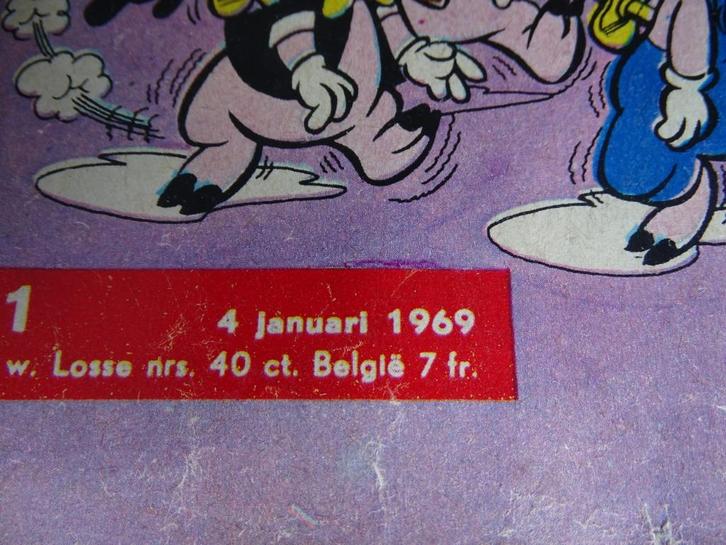 1
4 januari 1969
w. Losse nrs. 40 ct. België 7 fr.